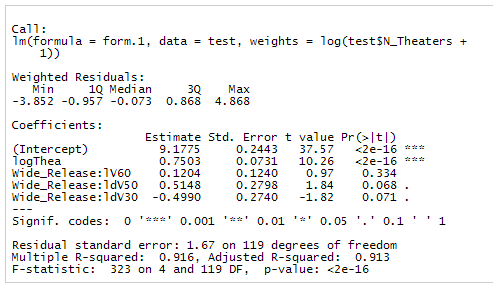 Call:
lm(formula = form.1, data = test, weights = log(test$N_Theaters +
    1))
Weighted Residuals:
   Min     1Q Median     3Q    Max
-3.852 -0.957 -0.073  0.868  4.868
Coefficients:
                   Estimate Std. Error t value Pr(>|t|)
(Intercept)          9.1775     0.2443   37.57   <2e-16 ***
logThea              0.7503     0.0731   10.26   <2e-16 ***
Wide_Release:lV60    0.1204     0.1240    0.97    0.334
Wide_Release:ldV50   0.5148     0.2798    1.84    0.068 .
Wide_Release:ldV30  -0.4990     0.2740   -1.82    0.071 .
---
Signif. codes:  0 '***' 0.001 '**' 0.01 '*' 0.05 '.' 0.1 ' ' 1
Residual standard error: 1.67 on 119 degrees of freedom
Multiple R-squared:  0.916, Adjusted R-squared:  0.913
F-statistic:  323 on 4 and 119 DF,  p-value: <2e-16